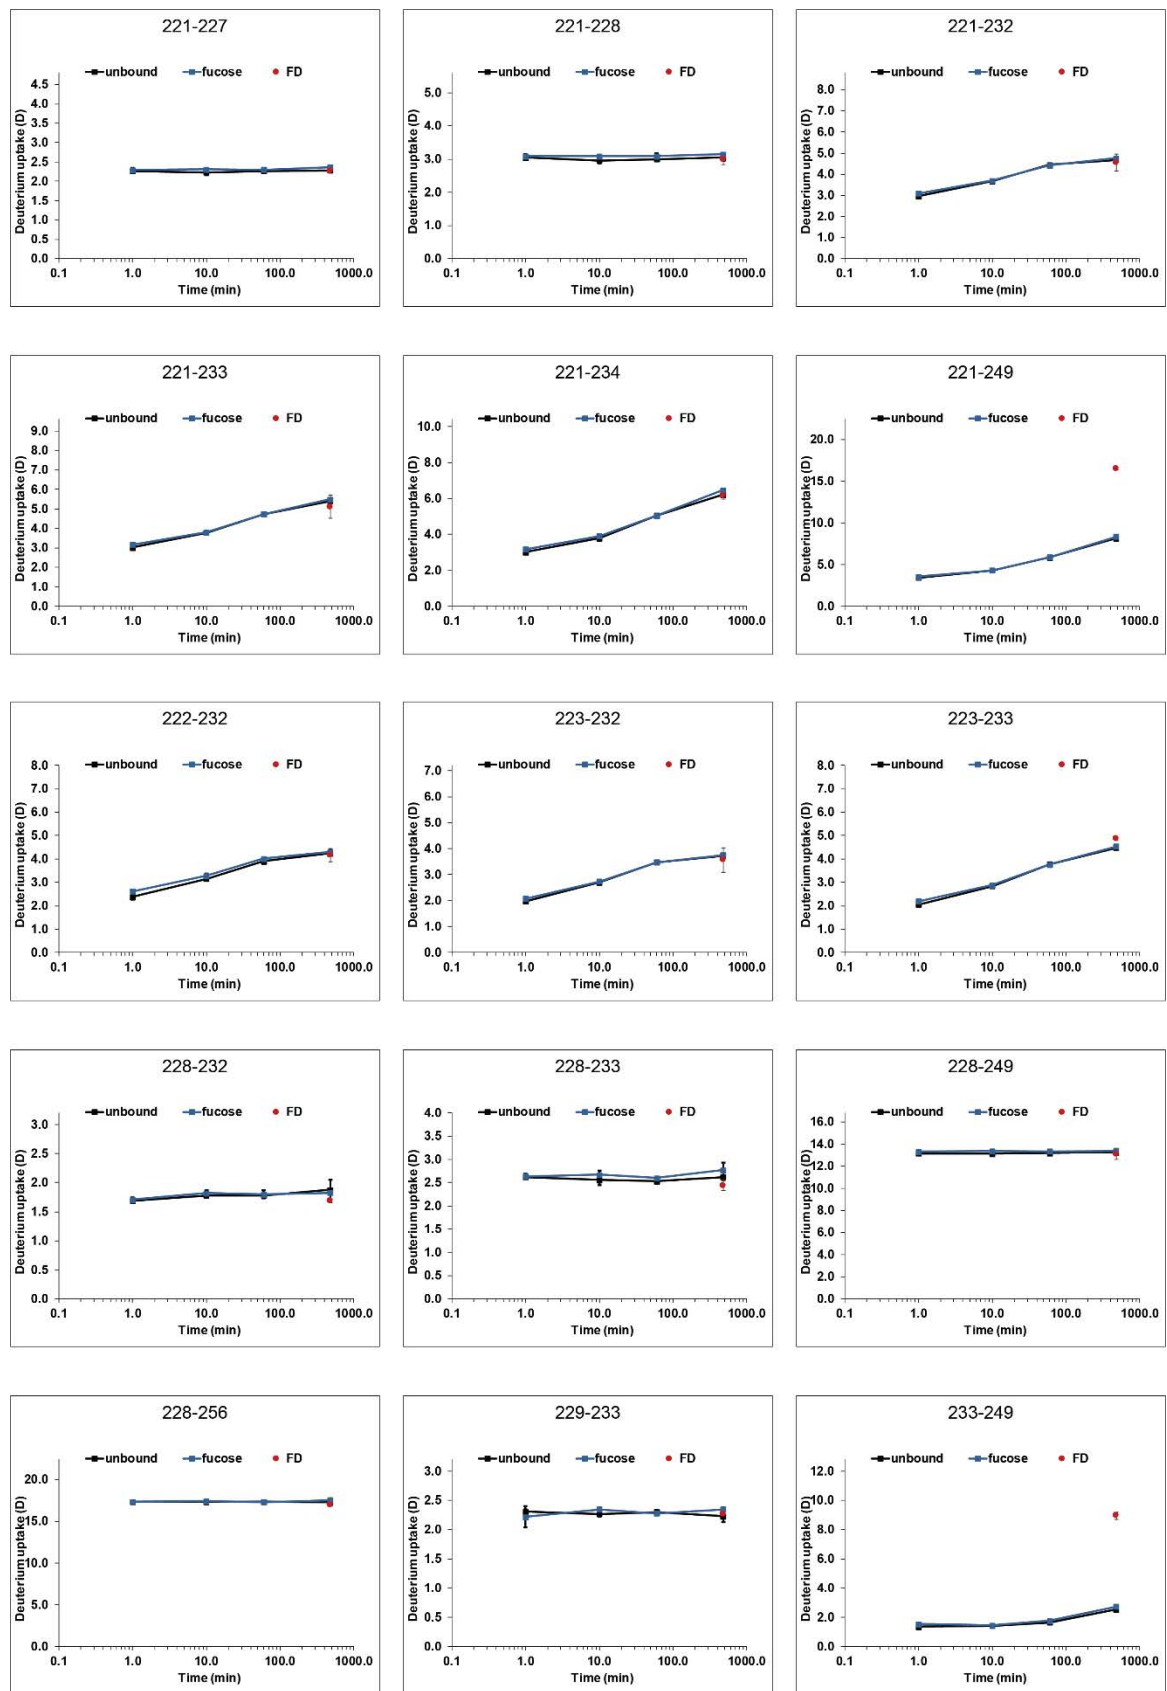 221-227
unbound fucose FD
Deuterium uptake (D)
4.5
4.0
3.5
3.0
2.5
2.0
1.5
1.0
0.5
0.0
0.1 1.0 10.0 100.0 1000.0
Time (min)
221-228
unbound fucose FD
Deuterium uptake (D)
5.0
4.0
3.0
2.0
1.0
0.0
0.1 1.0 10.0 100.0 1000.0
Time (min)
221-232
unbound fucose FD
Deuterium uptake (D)
8.0
7.0
6.0
5.0
4.0
3.0
2.0
1.0
0.0
0.1 1.0 10.0 100.0 1000.0
Time (min)
221-233
unbound fucose FD
Deuterium uptake (D)
9.0
8.0
7.0
6.0
5.0
4.0
3.0
2.0
1.0
0.0
0.1 1.0 10.0 100.0 1000.0
Time (min)
221-234
unbound fucose FD
Deuterium uptake (D)
10.0
8.0
6.0
4.0
2.0
0.0
0.1 1.0 10.0 100.0 1000.0
Time (min)
221-249
unbound fucose FD
Deuterium uptake (D)
20.0
15.0
10.0
5.0
0.0
0.1 1.0 10.0 100.0 1000.0
Time (min)
222-232
unbound fucose FD
Deuterium uptake (D)
8.0
7.0
6.0
5.0
4.0
3.0
2.0
1.0
0.0
0.1 1.0 10.0 100.0 1000.0
Time (min)
223-232
unbound fucose FD
Deuterium uptake (D)
7.0
6.0
5.0
4.0
3.0
2.0
1.0
0.0
0.1 1.0 10.0 100.0 1000.0
Time (min)
223-233
unbound fucose FD
Deuterium uptake (D)
8.0
7.0
6.0
5.0
4.0
3.0
2.0
1.0
0.0
0.1 1.0 10.0 100.0 1000.0
Time (min)
228-232
unbound fucose FD
Deuterium uptake (D)
3.0
2.5
2.0
1.5
1.0
0.5
0.0
0.1 1.0 10.0 100.0 1000.0
Time (min)
228-233
unbound fucose FD
Deuterium uptake (D)
4.0
3.5
3.0
2.5
2.0
1.5
1.0
0.5
0.0
0.1 1.0 10.0 100.0 1000.0
Time (min)
228-249
unbound fucose FD
Deuterium uptake (D)
16.0
14.0
12.0
10.0
8.0
6.0
4.0
2.0
0.0
0.1 1.0 10.0 100.0 1000.0
Time (min)
228-256
unbound fucose FD
Deuterium uptake (D)
20.0
15.0
10.0
5.0
0.0
0.1 1.0 10.0 100.0 1000.0
Time (min)
229-233
unbound fucose FD
Deuterium uptake (D)
3.0
2.5
2.0
1.5
1.0
0.5
0.0
0.1 1.0 10.0 100.0 1000.0
Time (min)
233-249
unbound fucose FD
Deuterium uptake (D)
12.0
10.0
8.0
6.0
4.0
2.0
0.0
0.1 1.0 10.0 100.0 1000.0
Time (min)